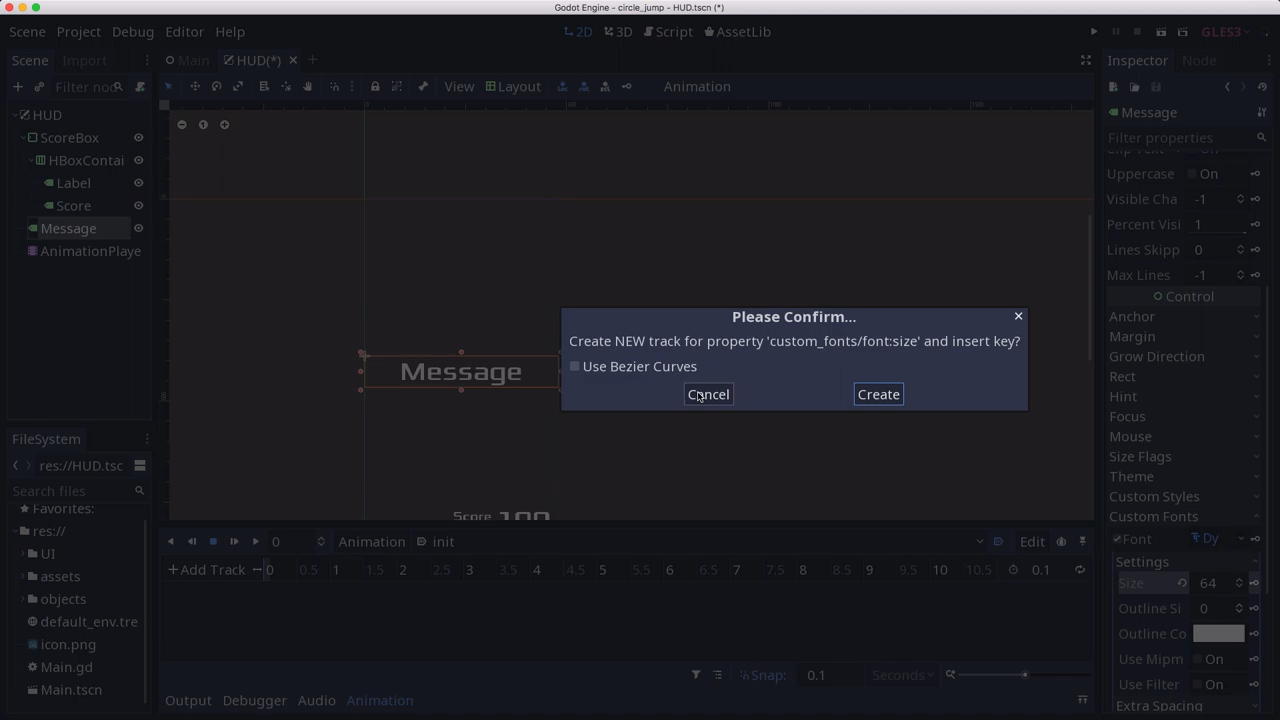 Godot Engine - circle_jump - HUD.tscn (*)
Scene Project Debug Editor Help
2D 3D Script AssetLib
GLES3
Scene Import
Main HUD(*)
Inspector Node
Filter nod
View Layout Animation
Message
Filter properties
HUD
ScoreBox
HBoxContai
Label
Score
Message
AnimationPlaye
Uppercase On
Visible Cha -1
Percent Visi 1
Lines Skipp 0
Max Lines -1
Control
Anchor
Margin
Grow Direction
Rect
Hint
Focus
Mouse
Size Flags
Theme
Custom Styles
Custom Fonts
Font Dy
Settings
Size 64
Outline Si 0
Outline Co
Use Mipm On
Use Filter On
Extra Spacing
Message
Score 100
Please Confirm...
Create NEW track for property 'custom_fonts/font:size' and insert key?
Use Bezier Curves
Cancel Create
FileSystem
res://HUD.tsc
Search files
Favorites:
res://
UI
assets
objects
default_env.tre
icon.png
Main.gd
Main.tscn
0 Animation init Edit
Add Track 0 0.5 1 1.5 2 2.5 3 3.5 4 4.5 5 5.5 6 6.5 7 7.5 8 8.5 9 9.5 10 10.5 0.1
Snap: 0.1 Seconds
Output Debugger Audio Animation